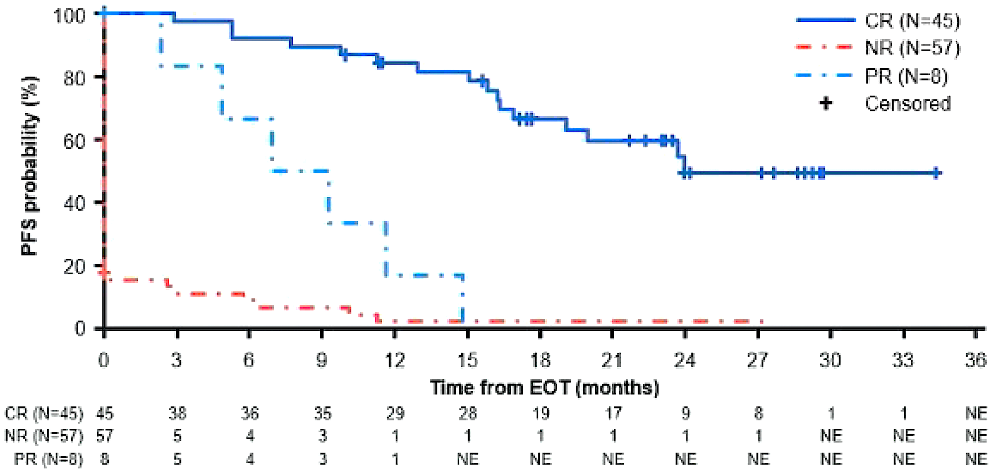 PFS probability (%)
100
80
60
40
20
0
CR (N=45)
NR (N=57)
PR (N=8)
Censored
0 3 6 9 12 15 18 21 24 27 30 33 36
Time from EOT (months)
CR (N=45) 45 38 36 35 29 28 19 17 9 8 1 1 NE
NR (N=57) 57 5 4 3 1 1 1 1 1 1 NE NE NE
PR (N=8) 8 5 4 3 1 NE NE NE NE NE NE NE NE